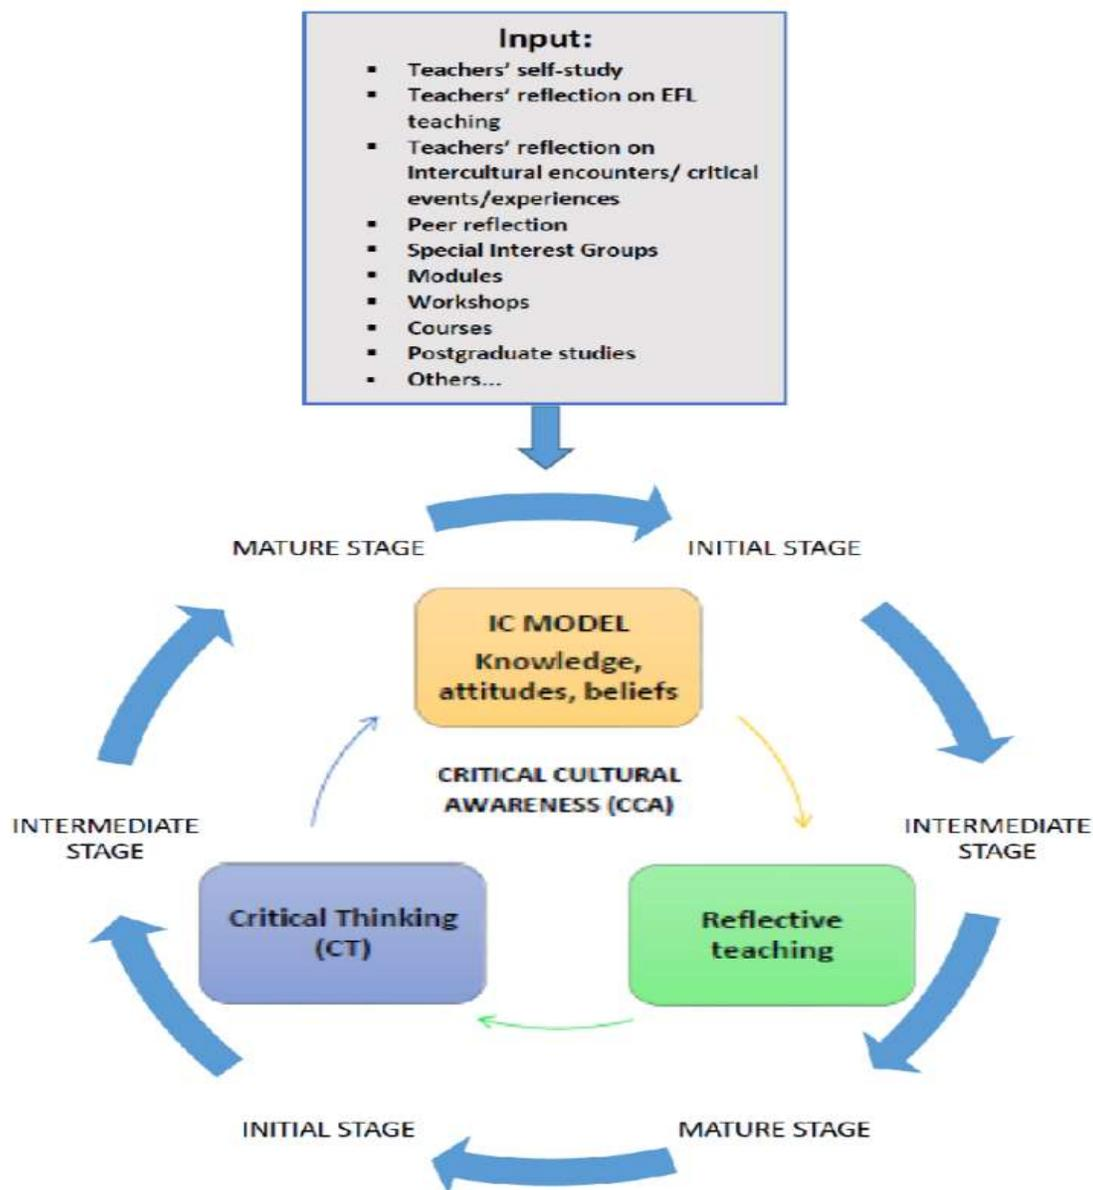 Input:
▪ Teachers' self-study
▪ Teachers' reflection on EFL
teaching
▪ Teachers' reflection on
Intercultural encounters/ critical
events/experiences
▪ Peer reflection
▪ Special Interest Groups
▪ Modules
▪ Workshops
▪ Courses
▪ Postgraduate studies
▪ Others...
MATURE STAGE
INITIAL STAGE
IC MODEL
Knowledge,
attitudes, beliefs
CRITICAL CULTURAL
AWARENESS (CCA)
INTERMEDIATE
STAGE
INTERMEDIATE
STAGE
Critical Thinking
(CT)
Reflective
teaching
INITIAL STAGE
MATURE STAGE